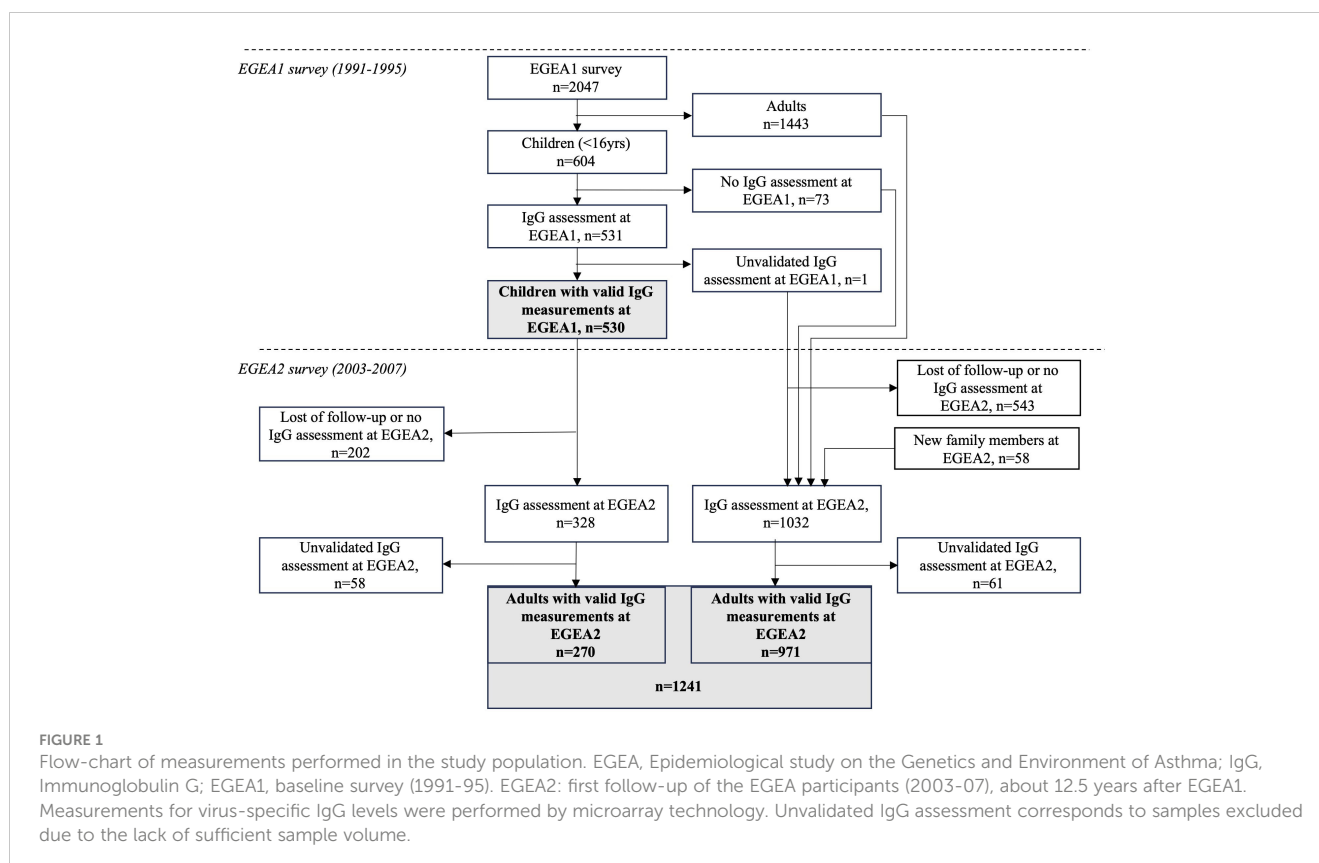 EGEA1 survey (1991-1995)
EGEA1 survey
n=2047
Adults
n=1443
Children (<16yrs)
n=604
No IgG assessment at
EGEA1, n=73
IgG assessment at
EGEA1, n=531
Unvalidated IgG
assessment at EGEA1, n=1
Children with valid IgG
measurements at
EGEA1, n=530
EGEA2 survey (2003-2007)
Lost of follow-up or no
IgG assessment at
EGEA2, n=543
Lost of follow-up or no
IgG assessment at EGEA2,
n=202
New family members at
EGEA2, n=58
IgG assessment at EGEA2
n=328
IgG assessment at EGEA2,
n=1032
Unvalidated IgG
assessment at EGEA2,
n=58
Unvalidated IgG
assessment at EGEA2,
n=61
Adults with valid IgG
measurements at
EGEA2
n=270
Adults with valid IgG
measurements at
EGEA2
n=971
n=1241
FIGURE 1
Flow-chart of measurements performed in the study population. EGEA, Epidemiological study on the Genetics and Environment of Asthma; IgG,
Immunoglobulin G; EGEA1, baseline survey (1991-95). EGEA2: first follow-up of the EGEA participants (2003-07), about 12.5 years after EGEA1.
Measurements for virus-specific IgG levels were performed by microarray technology. Unvalidated IgG assessment corresponds to samples excluded
due to the lack of sufficient sample volume.